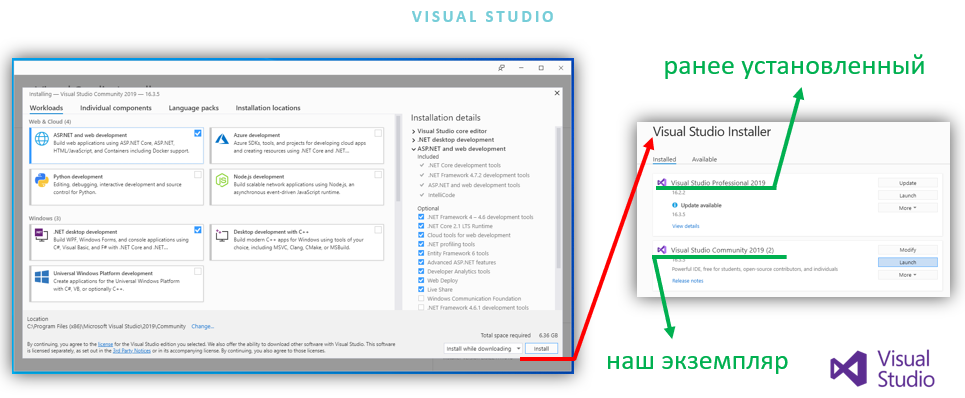 VISUAL STUDIO
Installing — Visual Studio Community 2019 — 16.3.5
Workloads
Individual components
Language packs
Installation locations
Web & Cloud (4)
ASP.NET and web development
Build web applications using ASP.NET Core, ASP.NET,
HTML/JavaScript, and Containers including Docker support.
Azure development
Azure SDKs, tools, and projects for developing cloud apps
and creating resources using .NET Core and .NET...
Python development
Editing, debugging, interactive development and source
control for Python.
Node.js development
Build scalable network applications using Node.js, an
asynchronous event-driven JavaScript runtime.
Windows (3)
.NET desktop development
Build WPF, Windows Forms, and console applications using
C#, Visual Basic, and F# with .NET Core and .NET...
Desktop development with C++
Build modern C++ apps for Windows using tools of your
choice, including MSVC, Clang, CMake, or MSBuild.
Universal Windows Platform development
Create applications for the Universal Windows Platform
with C#, VB, or optionally C++.
Location
C:\Program Files (x86)\Microsoft Visual Studio\2019\Community
Change...
By continuing, you agree to the license for the Visual Studio edition you selected. We also offer the ability to download other software with Visual Studio. This software
is licensed separately, as set out in the 3rd Party Notices or in its accompanying license. By continuing, you also agree to those licenses.
Installation details
Visual Studio core editor
.NET desktop development
ASP.NET and web development
Included
.NET Core development tools
.NET Framework 4.7.2 development tools
ASP.NET and web development tools
IntelliCode
Optional
.NET Framework 4 – 4.6 development tools
.NET Core 2.1 LTS Runtime
Cloud tools for web development
.NET profiling tools
Entity Framework 6 tools
Advanced ASP.NET features
Developer Analytics tools
Web Deploy
Live Share
Windows Communication Foundation
.NET Framework 4.6.1 development tools
Total space required 6.36 GB
Install while downloading
Install
ранее установленный
Visual Studio Installer
Installed
Available
Visual Studio Professional 2019
16.2.2
Update available
16.3.5
View details
Update
Launch
More
Visual Studio Community 2019 (2)
16.3.5
Powerful IDE, free for students, open source contributors, and individuals
Release notes
Modify
Launch
More
наш экземпляр
Visual
Studio